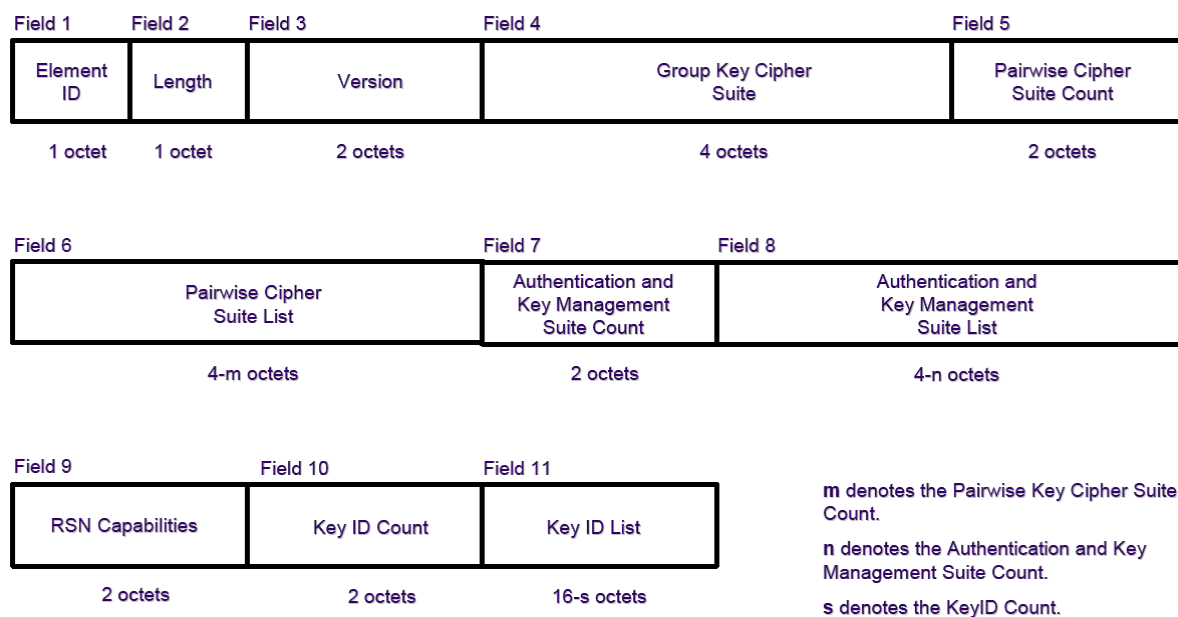 Field 1 Field 2 Field 3 Field 4 Field 5
Element
ID
Length
Version
Group Key Cipher
Suite
Pairwise Cipher
Suite Count
1 octet 1 octet 2 octets 4 octets 2 octets
Field 6 Field 7 Field 8
Pairwise Cipher
Suite List
Authentication and
Key Management
Suite Count
Authentication and
Key Management
Suite List
4-m octets 2 octets 4-n octets
Field 9 Field 10 Field 11
RSN Capabilities
Key ID Count
Key ID List
2 octets 2 octets 16-s octets
m denotes the Pairwise Key Cipher Suite
Count.
n denotes the Authentication and Key
Management Suite Count.
s denotes the KeyID Count.